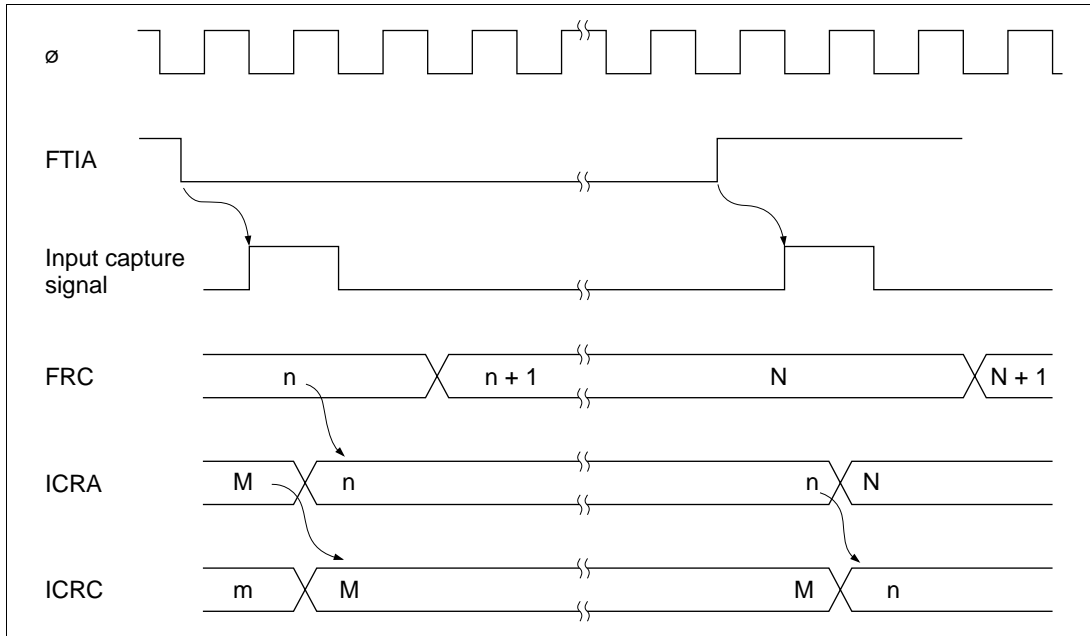 ø
FTIA
Input capture
signal
FRC n n + 1 N N + 1
ICRA M n n N
ICRC m M M n